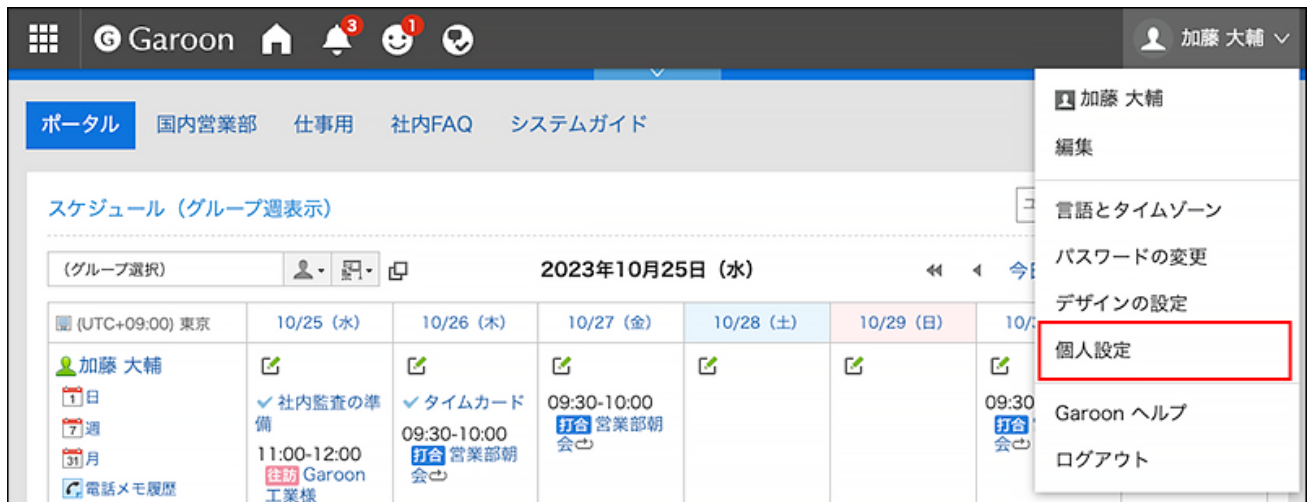 Garoon
3
1
加藤 大輔
加藤 大輔
編集
言語とタイムゾーン
パスワードの変更
デザインの設定
個人設定
Garoon ヘルプ
ログアウト
ポータル
国内営業部
仕事用
社内FAQ
システムガイド
スケジュール（グループ週表示）
(グループ選択)
2023年10月25日（水）
(UTC+09:00) 東京
10/25（水）
10/26（木）
10/27（金）
10/28（土）
10/29（日）
加藤 大輔
1 日
7 週
31 月
電話メモ履歴
社内監査の準
備
11:00-12:00
往訪 Garoon
工業様
タイムカード
09:30-10:00
打合 営業部朝
会
09:30-10:00
打合 営業部朝
会
09:30
打合
会